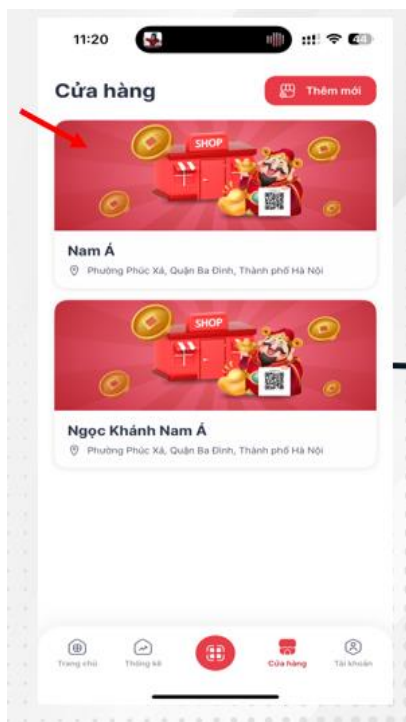 11:20
44
Cửa hàng
Thêm mới
SHOP
Nam Á
Phường Phúc Xá, Quận Ba Đình, Thành phố Hà Nội
SHOP
Ngọc Khánh Nam Á
Phường Phúc Xá, Quận Ba Đình, Thành phố Hà Nội
Trang chủ
Thống kê
Cửa hàng
Tài khoản